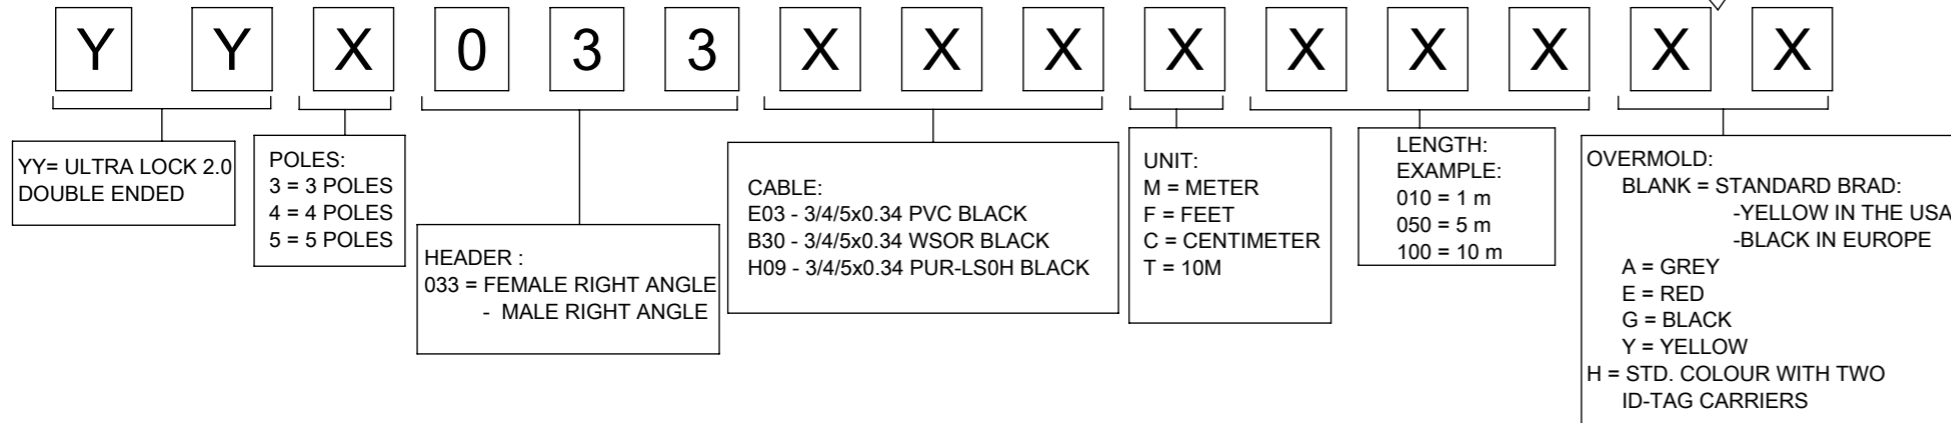 Y Y X 0 3 3 X X X X X X X X X
YY= ULTRA LOCK 2.0
DOUBLE ENDED
POLES:
3 = 3 POLES
4 = 4 POLES
5 = 5 POLES
HEADER :
033 = FEMALE RIGHT ANGLE
- MALE RIGHT ANGLE
CABLE:
E03 - 3/4/5x0.34 PVC BLACK
B30 - 3/4/5x0.34 WSOR BLACK
H09 - 3/4/5x0.34 PUR-LS0H BLACK
UNIT:
M = METER
F = FEET
C = CENTIMETER
T = 10M
LENGTH:
EXAMPLE:
010 = 1 m
050 = 5 m
100 = 10 m
OVERMOLD:
BLANK = STANDARD BRAD:
-YELLOW IN THE USA
-BLACK IN EUROPE
A = GREY
E = RED
G = BLACK
Y = YELLOW
H = STD. COLOUR WITH TWO
ID-TAG CARRIERS